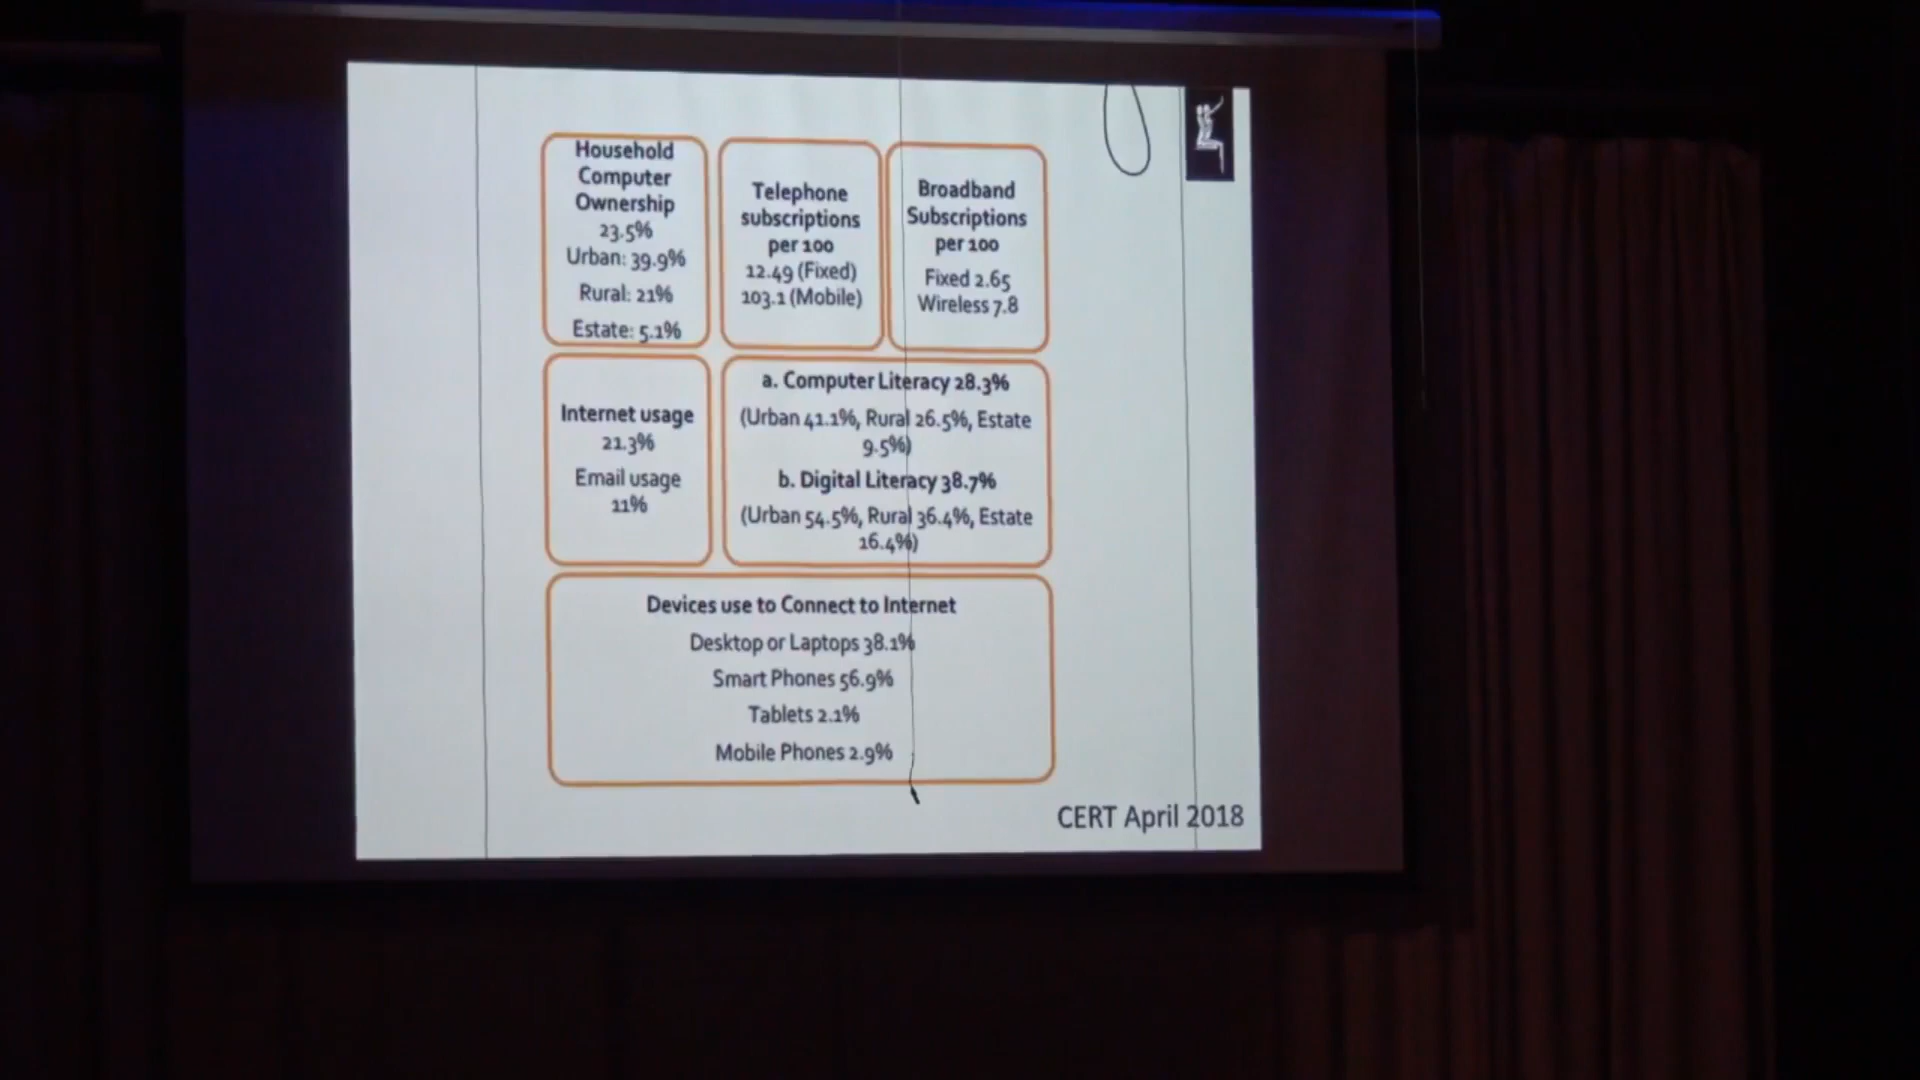 Household
Computer
Ownership
23.5%
Urban: 39.9%
Rural: 21%
Estate: 5.1%
Telephone
subscriptions
per 100
12.49 (Fixed)
103.1 (Mobile)
Broadband
Subscriptions
per 100
Fixed 2.65
Wireless 7.8
Internet usage
21.3%
Email usage
11%
a. Computer Literacy 28.3%
(Urban 41.1%, Rural 26.5%, Estate
9.5%)
b. Digital Literacy 38.7%
(Urban 54.5%, Rural 36.4%, Estate
16.4%)
Devices use to Connect to Internet
Desktop or Laptops 38.1%
Smart Phones 56.9%
Tablets 2.1%
Mobile Phones 2.9%
CERT April 2018